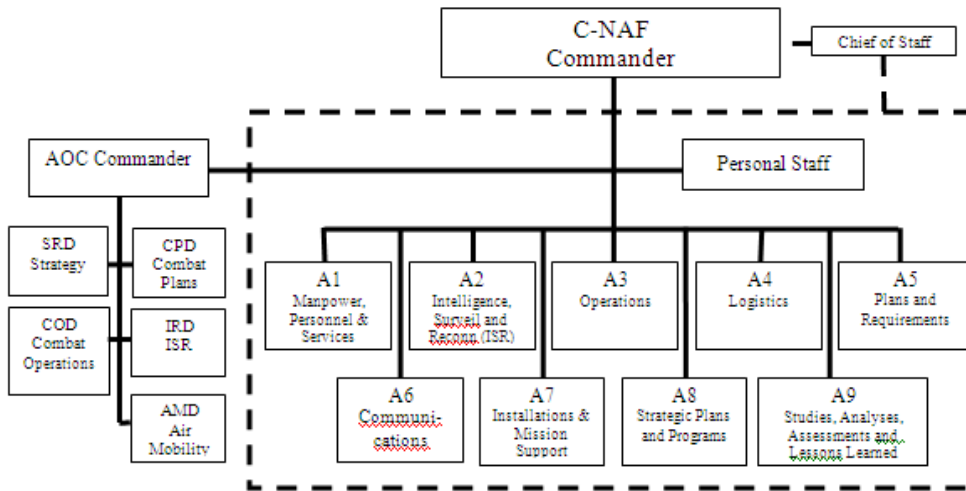 C-NAF
Commander
Chief of Staff
AOC Commander
Personal Staff
SRD
Strategy
CPD
Combat
Plans
COD
Combat
Operations
IRD
ISR
AMD
Air
Mobility
A1
Manpower,
Personnel &
Services
A2
Intelligence,
Surveil and
Reconn (ISR)
A3
Operations
A4
Logistics
A5
Plans and
Requirements
A6
Communi-
cations
A7
Installations &
Mission
Support
A8
Strategic Plans
and Programs
A9
Studies, Analyses,
Assessments and
Lessons Learned